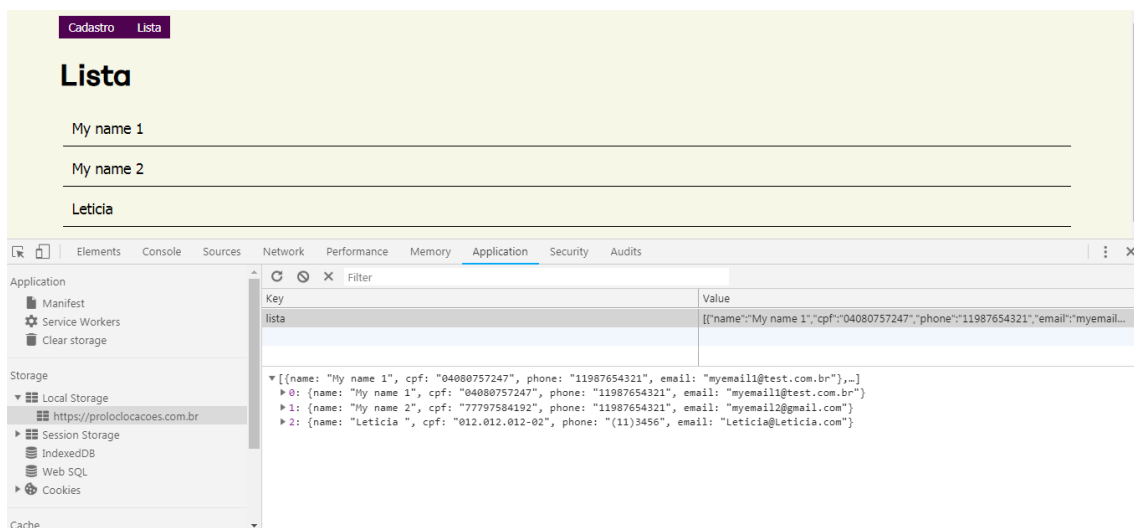 Cadastro Lista
Lista
My name 1
My name 2
Leticia
Elements Console Sources Network Performance Memory Application Security Audits
Application
Manifest
Service Workers
Clear storage
Storage
Local Storage
https://proloclocacoes.com.br
Session Storage
IndexedDB
Web SQL
Cookies
Cache
Filter
Key Value
lista [{"name":"My name 1","cpf":"04080757247","phone":"11987654321","email":"myemail...
[{name: "My name 1", cpf: "04080757247", phone: "11987654321", email: "myemail1@test.com.br"},…]
0: {name: "My name 1", cpf: "04080757247", phone: "11987654321", email: "myemail1@test.com.br"}
1: {name: "My name 2", cpf: "77797584192", phone: "11987654321", email: "myemail2@gmail.com"}
2: {name: "Leticia ", cpf: "012.012.012-02", phone: "(11)3456", email: "Leticia@Leticia.com"}